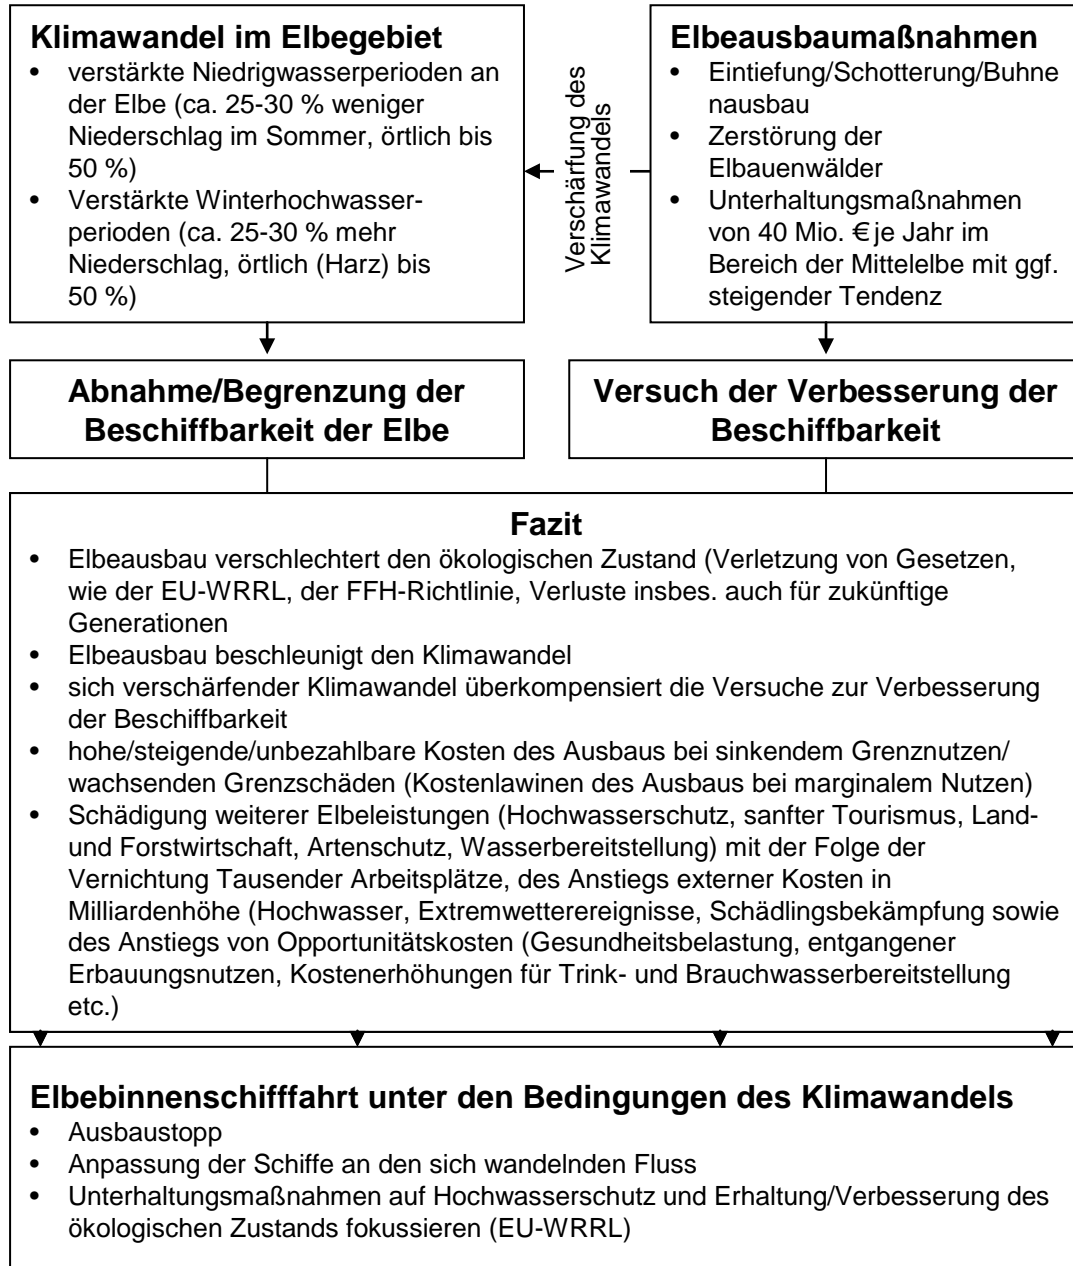 Klimawandel im Elbegebiet
• verstärkte Niedrigwasserperioden an
der Elbe (ca. 25-30 % weniger
Niederschlag im Sommer, örtlich bis
50 %)
• Verstärkte Winterhochwasser-
perioden (ca. 25-30 % mehr
Niederschlag, örtlich (Harz) bis
50 %)
Verschärfung des
Klimawandels
Elbeausbaumaßnahmen
• Eintiefung/Schotterung/Buhne
nausbau
• Zerstörung der
Elbauenwälder
• Unterhaltungsmaßnahmen
von 40 Mio. € je Jahr im
Bereich der Mittelelbe mit ggf.
steigender Tendenz
Abnahme/Begrenzung der
Beschiffbarkeit der Elbe
Versuch der Verbesserung der
Beschiffbarkeit
Fazit
• Elbeausbau verschlechtert den ökologischen Zustand (Verletzung von Gesetzen,
wie der EU-WRRL, der FFH-Richtlinie, Verluste insbes. auch für zukünftige
Generationen
• Elbeausbau beschleunigt den Klimawandel
• sich verschärfender Klimawandel überkompensiert die Versuche zur Verbesserung
der Beschiffbarkeit
• hohe/steigende/unbezahlbare Kosten des Ausbaus bei sinkendem Grenznutzen/
wachsenden Grenzschäden (Kostenlawinen des Ausbaus bei marginalem Nutzen)
• Schädigung weiterer Elbeleistungen (Hochwasserschutz, sanfter Tourismus, Land-
und Forstwirtschaft, Artenschutz, Wasserbereitstellung) mit der Folge der
Vernichtung Tausender Arbeitsplätze, des Anstiegs externer Kosten in
Milliardenhöhe (Hochwasser, Extremwetterereignisse, Schädlingsbekämpfung sowie
des Anstiegs von Opportunitätskosten (Gesundheitsbelastung, entgangener
Erbauungsnutzen, Kostenerhöhungen für Trink- und Brauchwasserbereitstellung
etc.)
Elbebinnenschifffahrt unter den Bedingungen des Klimawandels
• Ausbaustopp
• Anpassung der Schiffe an den sich wandelnden Fluss
• Unterhaltungsmaßnahmen auf Hochwasserschutz und Erhaltung/Verbesserung des
ökologischen Zustands fokussieren (EU-WRRL)